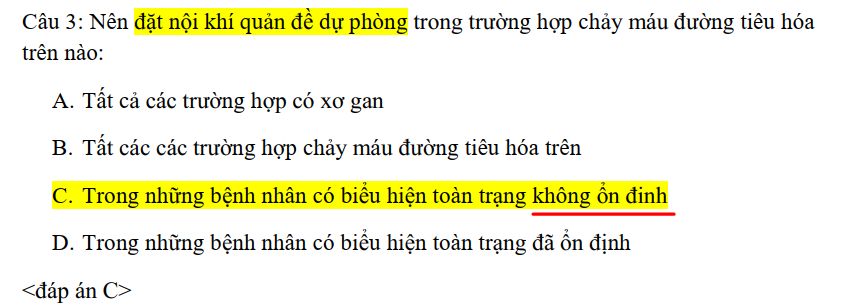 Câu 3: Nên đặt nội khí quản đề dự phòng trong trường hợp chảy máu đường tiêu hóa
trên nào:
A. Tất cả các trường hợp có xơ gan
B. Tất các các trường hợp chảy máu đường tiêu hóa trên
C. Trong những bệnh nhân có biểu hiện toàn trạng không ổn đinh
D. Trong những bệnh nhân có biểu hiện toàn trạng đã ổn định
<đáp án C>